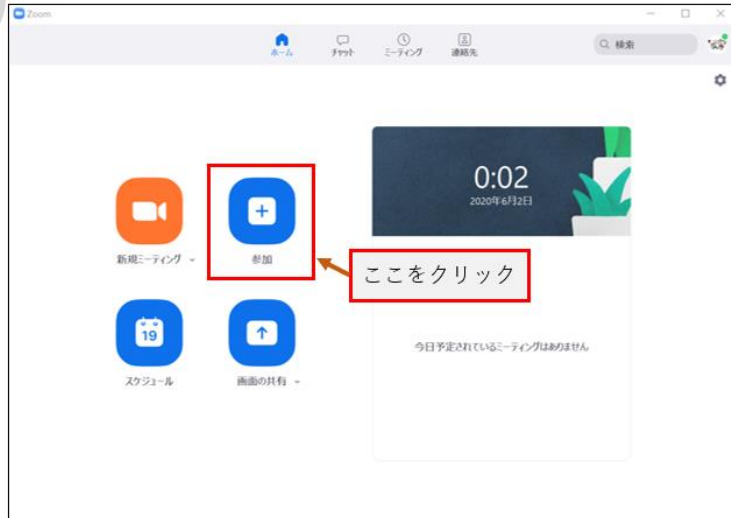 Zoom
ホーム
チャット
ミーティング
連絡先
検索
0:02
2020年6月2日
新規ミーティング
参加
ここをクリック
19
今日予定されているミーティングはありません
スケジュール
画面の共有